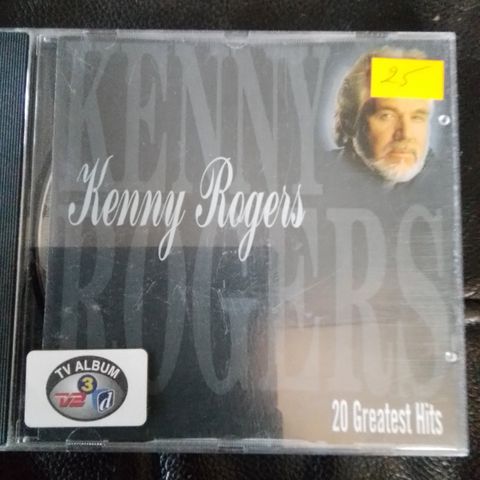 KENNY
25
Kenny Rogers
ROGERS
TV ALBUM
3
TV2
d
20 Greatest Hits